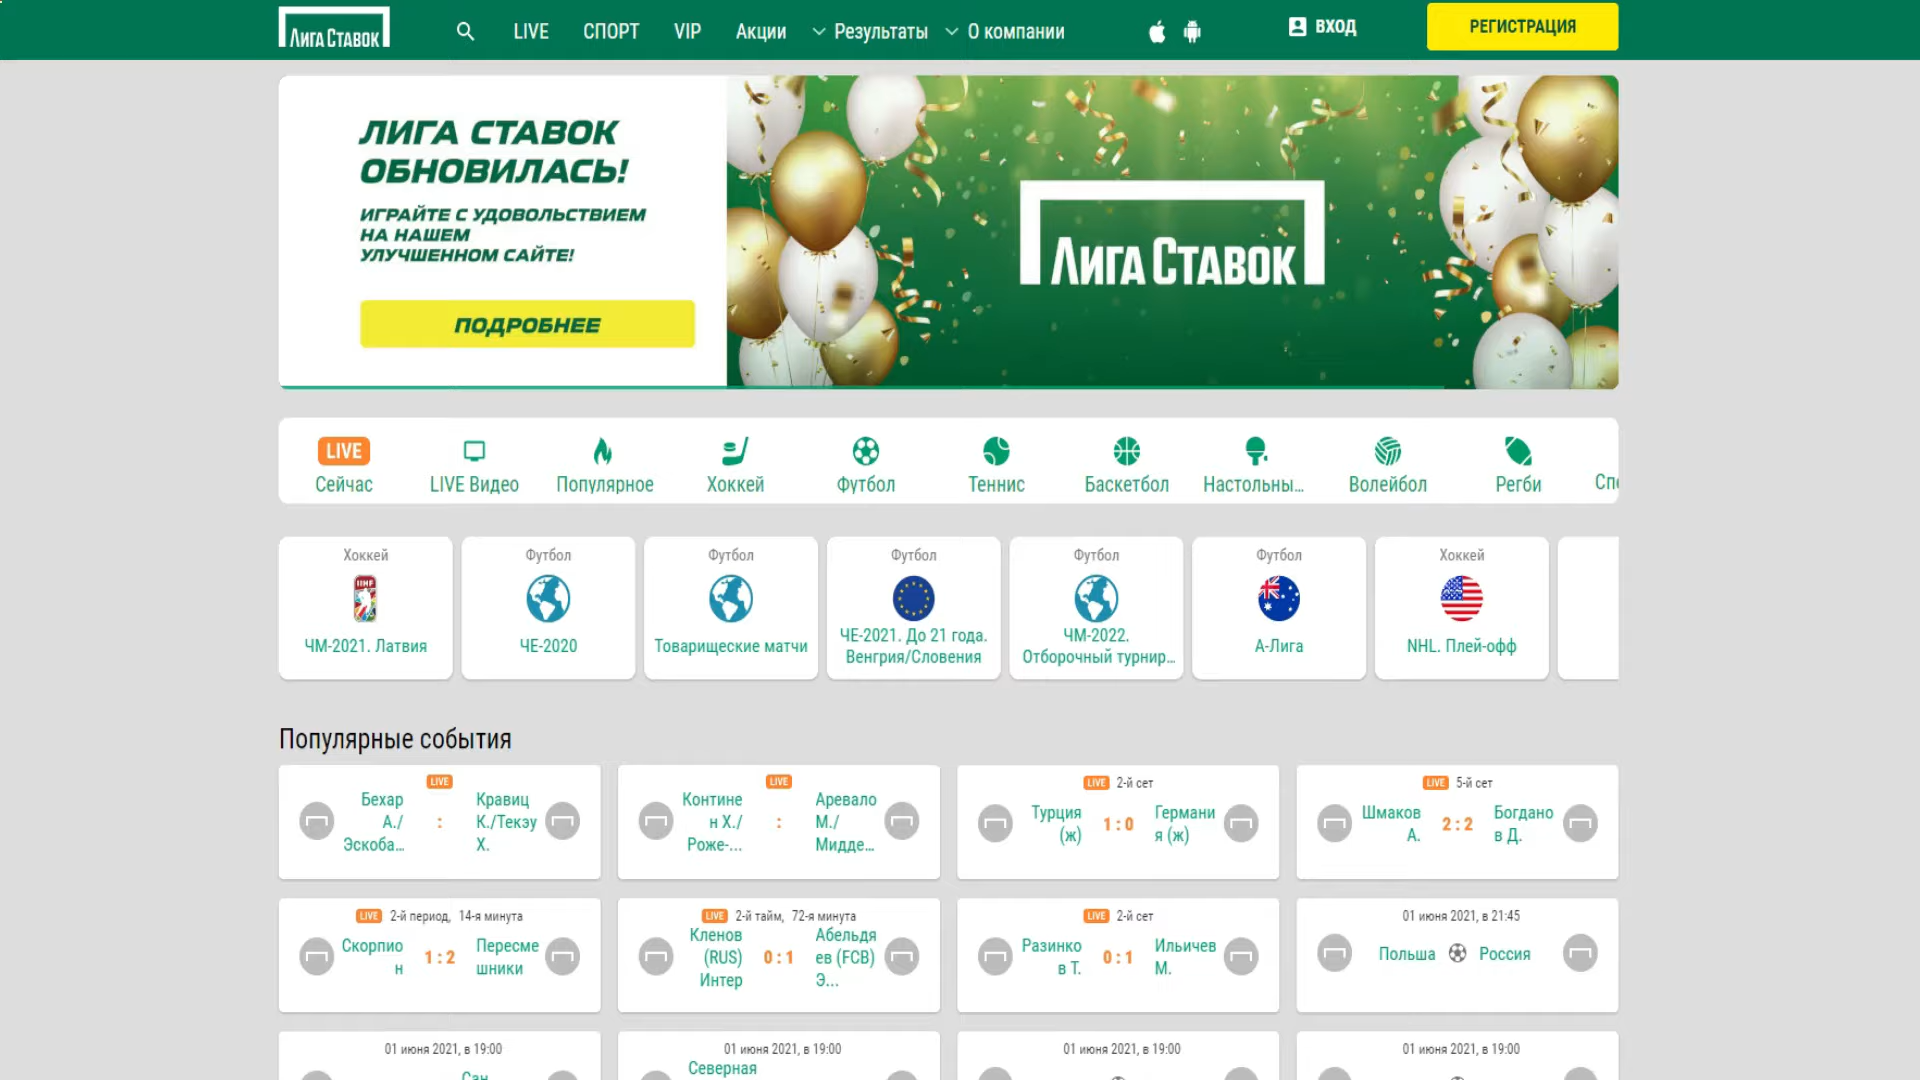 ЛИГА СТАВОК
LIVE
СПОРТ
VIP
Акции
Результаты
О компании
ВХОД
РЕГИСТРАЦИЯ
ЛИГА СТАВОК
ОБНОВИЛАСЬ!
ИГРАЙТЕ С УДОВОЛЬСТВИЕМ
НА НАШЕМ
УЛУЧШЕННОМ САЙТЕ!
ПОДРОБНЕЕ
ЛИГА СТАВОК
LIVE
Сейчас
LIVE Видео
Популярное
Хоккей
Футбол
Теннис
Баскетбол
Настольны...
Волейбол
Регби
Хоккей
IIHF
ЧМ-2021. Латвия
Футбол
ЧЕ-2020
Футбол
Товарищеские матчи
Футбол
ЧЕ-2021. До 21 года.
Венгрия/Словения
Футбол
ЧМ-2022.
Отборочный турнир...
Футбол
А-Лига
Хоккей
NHL. Плей-офф
Популярные события
LIVE
Бехар
А./
Эскоба...
:
Кравиц
К./Текэу
Х.
LIVE
Контине
н Х./
Роже-...
:
Аревало
М./
Мидде...
LIVE 2-й сет
Турция
(ж)
1 : 0
Германи
я (ж)
LIVE 5-й сет
Шмаков
А.
2 : 2
Богдано
в Д.
LIVE 2-й период, 14-я минута
Скорпио
н
1 : 2
Пересме
шники
LIVE 2-й тайм, 72-я минута
Кленов
(RUS)
Интер
0 : 1
Абельдя
ев (FCB)
Э...
LIVE 2-й сет
Разинко
в Т.
0 : 1
Ильичев
М.
01 июня 2021, в 21:45
Польша
Россия
01 июня 2021, в 19:00
Сан
01 июня 2021, в 19:00
Северная
01 июня 2021, в 19:00
01 июня 2021, в 19:00